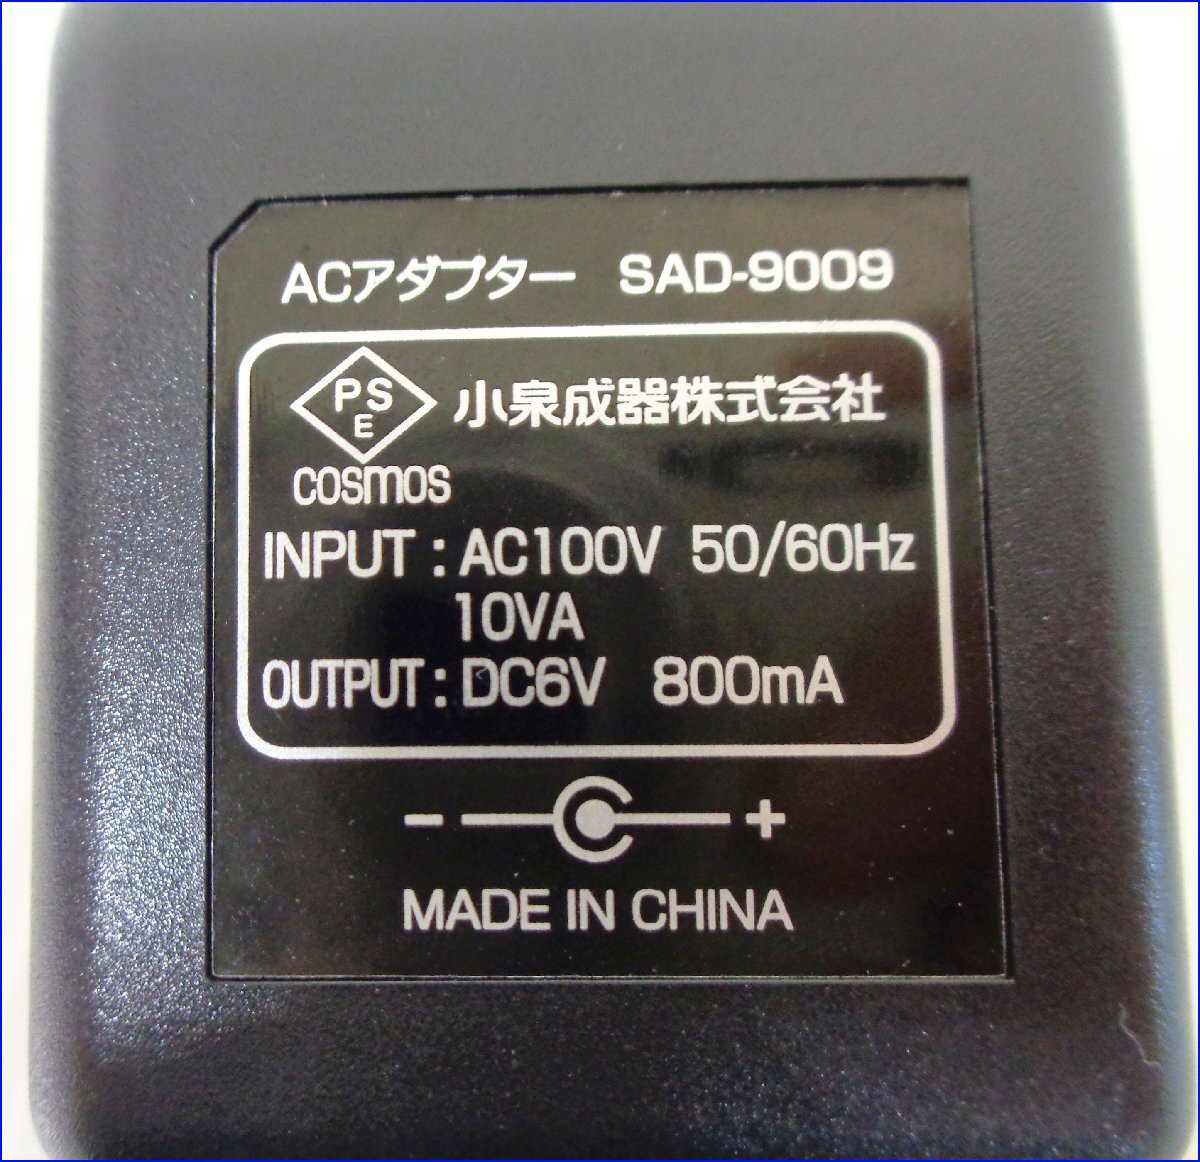 ACアダプター SAD-9009
PS
E
小泉成器株式会社
COSMOS
INPUT : AC100V 50/60Hz
10VA
OUTPUT : DC6V 800mA
- +
MADE IN CHINA